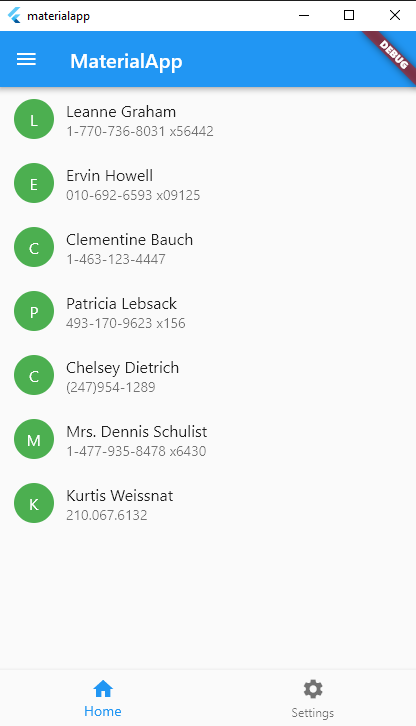 materialapp
MaterialApp
DEBUG
L
Leanne Graham
1-770-736-8031 x56442
E
Ervin Howell
010-692-6593 x09125
C
Clementine Bauch
1-463-123-4447
P
Patricia Lebsack
493-170-9623 x156
C
Chelsey Dietrich
(247)954-1289
M
Mrs. Dennis Schulist
1-477-935-8478 x6430
K
Kurtis Weissnat
210.067.6132
Home
Settings